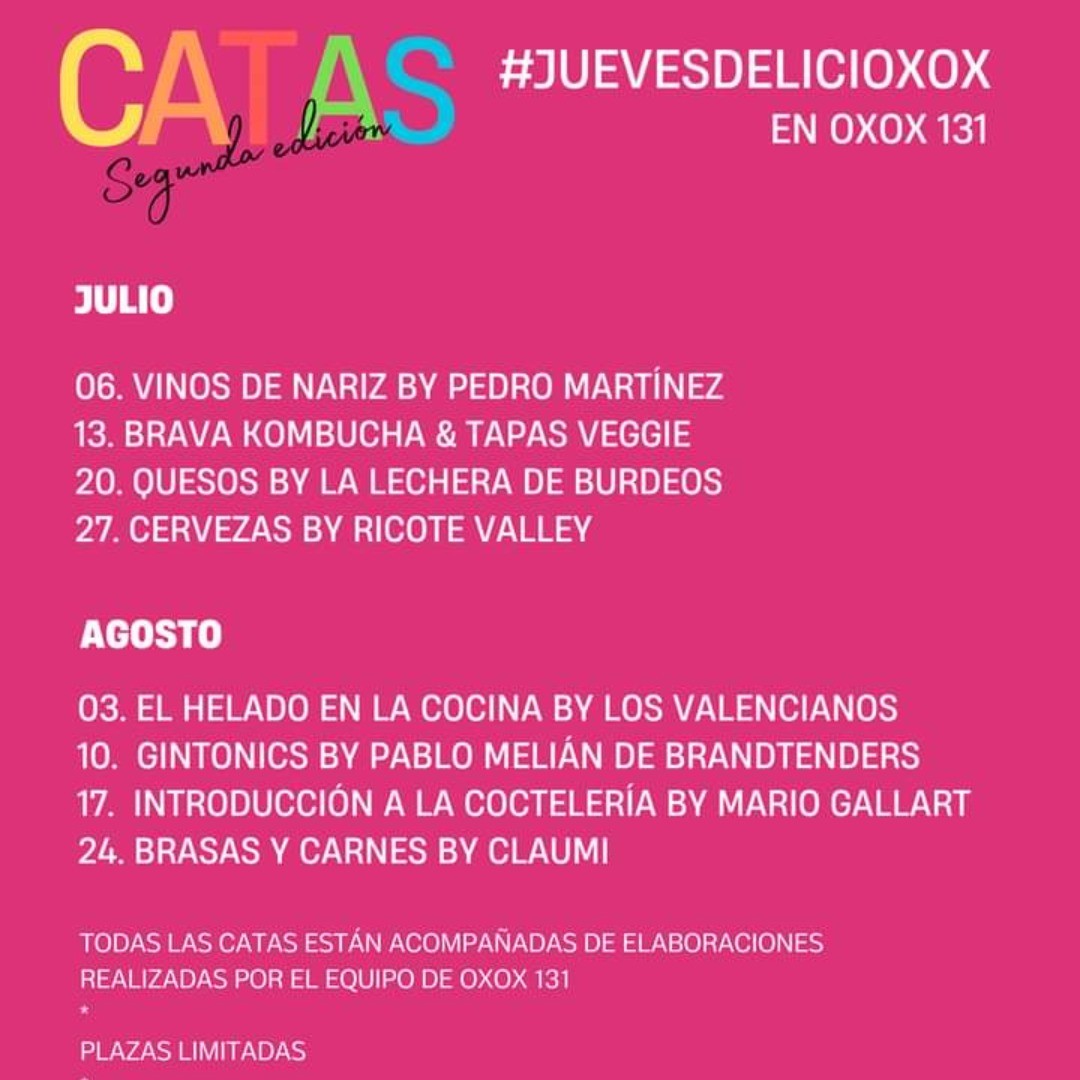 CATAS
Segunda edición
#JUEVESDELICIOXOX
EN OXOX 131
JULIO
06. VINOS DE NARIZ BY PEDRO MARTÍNEZ
13. BRAVA KOMBUCHA & TAPAS VEGGIE
20. QUESOS BY LA LECHERA DE BURDEOS
27. CERVEZAS BY RICOTE VALLEY
AGOSTO
03. EL HELADO EN LA COCINA BY LOS VALENCIANOS
10. GINTONICS BY PABLO MELIÁN DE BRANDTENDERS
17. INTRODUCCIÓN A LA COCTELERÍA BY MARIO GALLART
24. BRASAS Y CARNES BY CLAUMI
TODAS LAS CATAS ESTÁN ACOMPAÑADAS DE ELABORACIONES
REALIZADAS POR EL EQUIPO DE OXOX 131
*
PLAZAS LIMITADAS
*